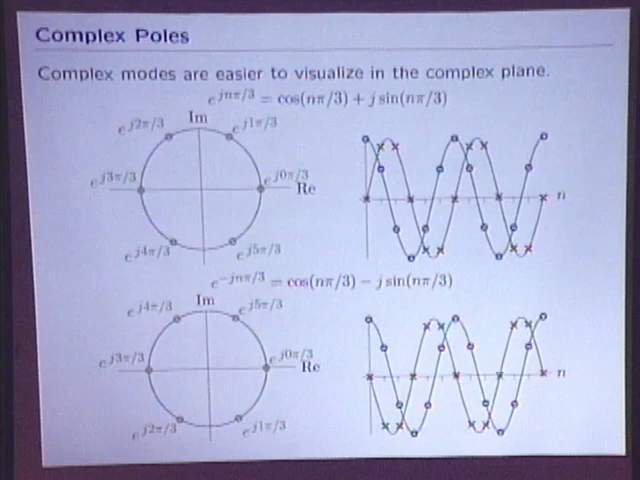 Complex Poles
Complex modes are easier to visualize in the complex plane.
e^{jnπ/3} = cos(nπ/3) + j sin(nπ/3)
Im
e^{j2π/3} e^{j1π/3}
e^{j3π/3} e^{j0π/3}
Re
n
e^{j4π/3} e^{j5π/3}
e^{-jnπ/3} = cos(nπ/3) − j sin(nπ/3)
Im
e^{j4π/3} e^{j5π/3}
e^{j3π/3} e^{j0π/3}
Re
n
e^{j2π/3} e^{j1π/3}